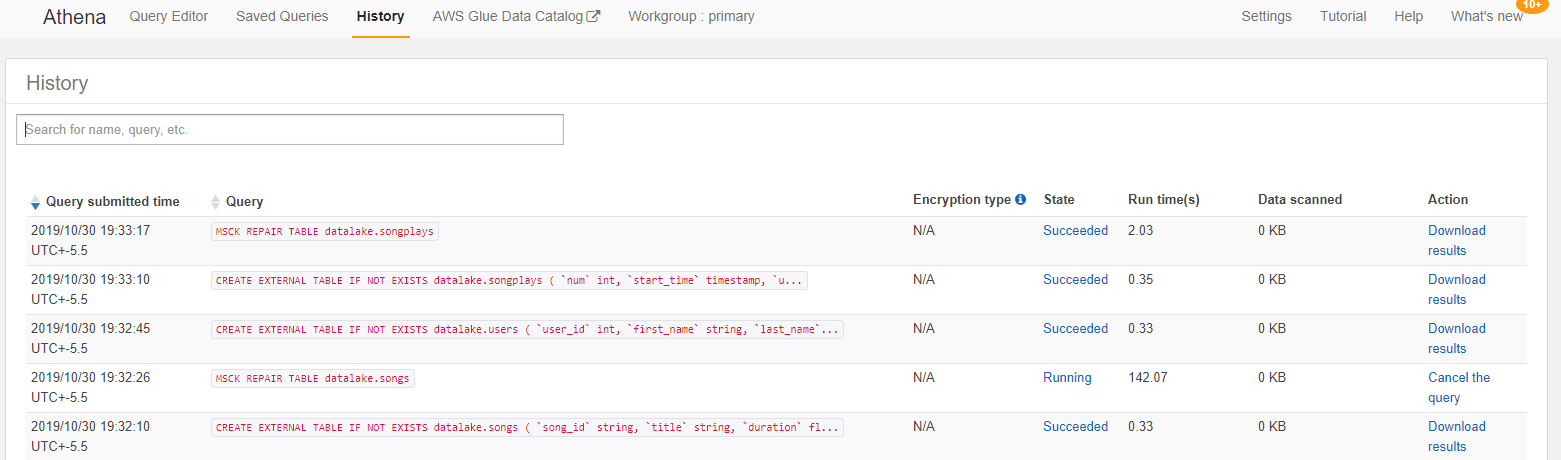 Athena Query Editor Saved Queries History AWS Glue Data Catalog Workgroup : primary Settings Tutorial Help What's new 10+
History
Search for name, query, etc.
Query submitted time Query Encryption type State Run time(s) Data scanned Action
2019/10/30 19:33:17 MSCK REPAIR TABLE datalake.songplays N/A Succeeded 2.03 0 KB Download
UTC+-5.5 results
2019/10/30 19:33:10 CREATE EXTERNAL TABLE IF NOT EXISTS datalake.songplays ( `num` int, `start_time` timestamp, `u... N/A Succeeded 0.35 0 KB Download
UTC+-5.5 results
2019/10/30 19:32:45 CREATE EXTERNAL TABLE IF NOT EXISTS datalake.users ( `user_id` int, `first_name` string, `last_name`... N/A Succeeded 0.33 0 KB Download
UTC+-5.5 results
2019/10/30 19:32:26 MSCK REPAIR TABLE datalake.songs N/A Running 142.07 0 KB Cancel the
UTC+-5.5 query
2019/10/30 19:32:10 CREATE EXTERNAL TABLE IF NOT EXISTS datalake.songs ( `song_id` string, `title` string, `duration` fl... N/A Succeeded 0.33 0 KB Download
UTC+-5.5 results